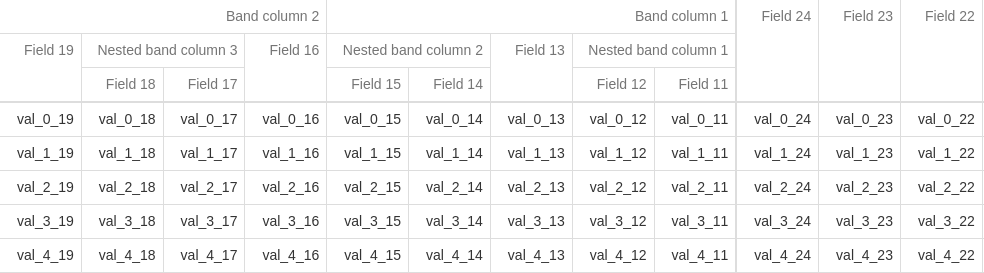 Band column 2 Band column 1 Field 24 Field 23 Field 22
Field 19 Nested band column 3 Field 16 Nested band column 2 Field 13 Nested band column 1
Field 18 Field 17 Field 15 Field 14 Field 12 Field 11
val_0_19 val_0_18 val_0_17 val_0_16 val_0_15 val_0_14 val_0_13 val_0_12 val_0_11 val_0_24 val_0_23 val_0_22
val_1_19 val_1_18 val_1_17 val_1_16 val_1_15 val_1_14 val_1_13 val_1_12 val_1_11 val_1_24 val_1_23 val_1_22
val_2_19 val_2_18 val_2_17 val_2_16 val_2_15 val_2_14 val_2_13 val_2_12 val_2_11 val_2_24 val_2_23 val_2_22
val_3_19 val_3_18 val_3_17 val_3_16 val_3_15 val_3_14 val_3_13 val_3_12 val_3_11 val_3_24 val_3_23 val_3_22
val_4_19 val_4_18 val_4_17 val_4_16 val_4_15 val_4_14 val_4_13 val_4_12 val_4_11 val_4_24 val_4_23 val_4_22